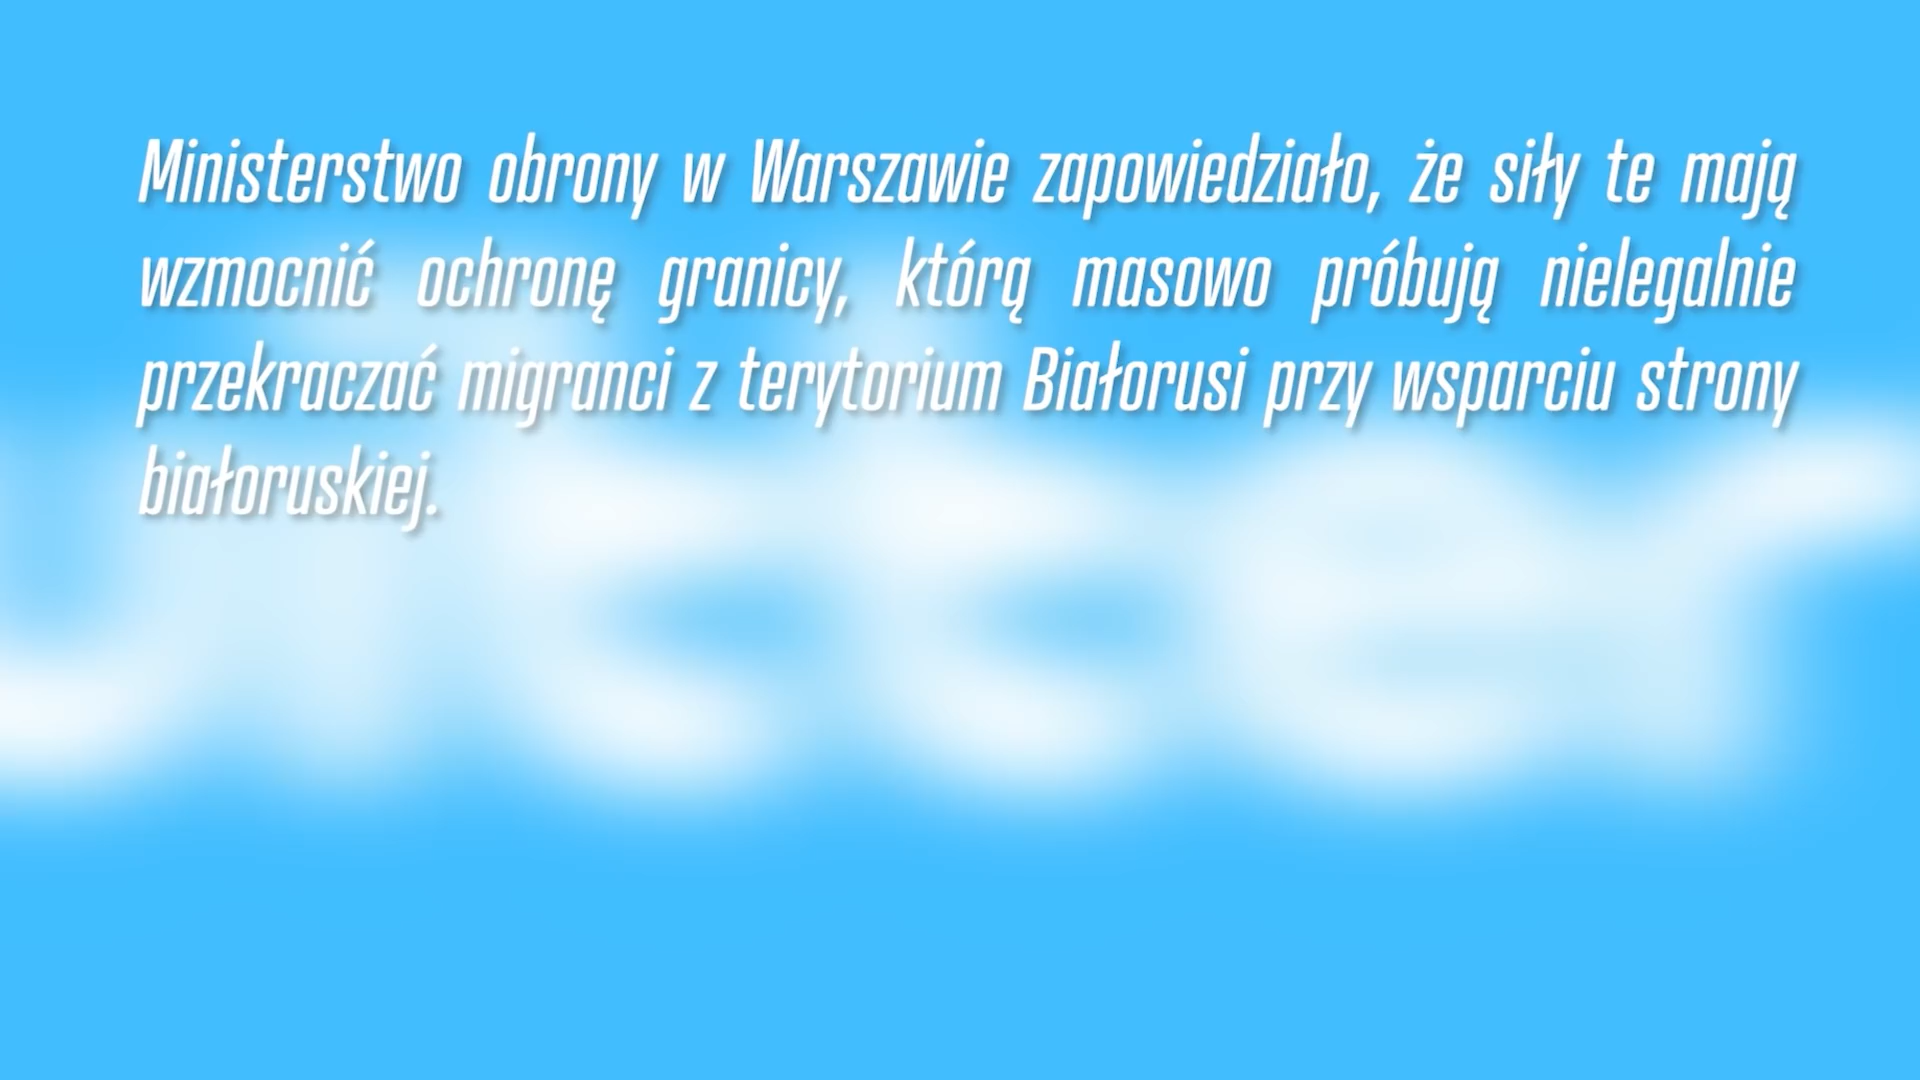 Ministerstwo obrony w Warszawie zapowiedziało, że siły te mają
wzmocnić ochronę granicy, którą masowo próbują nielegalnie
przekraczać migranci z terytorium Białorusi przy wsparciu strony
białoruskiej.